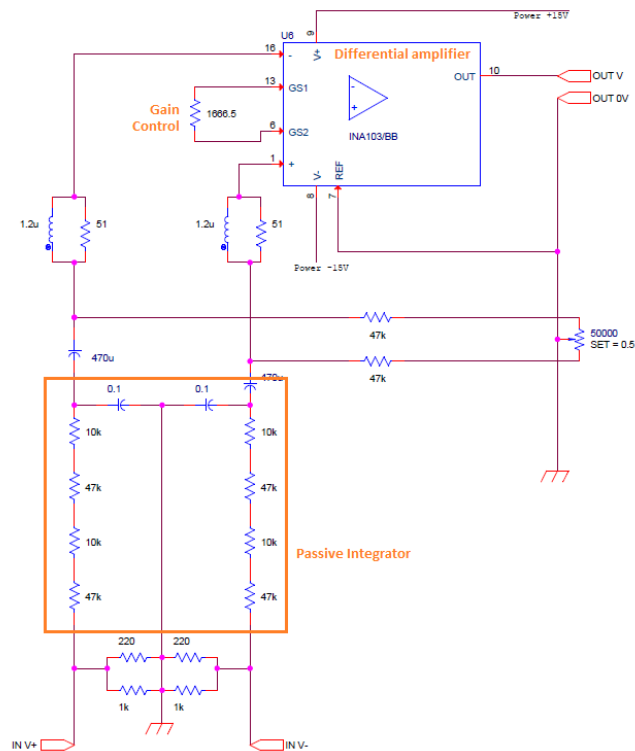 Power +15V
9
U6
V+
Differential amplifier
16
-
13
GS1
OUT
10
OUT V
OUT 0V
Gain
Control
1666.5
-
+
6
GS2
INA103/BB
1
+
V-
REF
8
7
1.2u
51
1.2u
51
Power -15V
47k
50000
SET = 0.5
47k
470u
470u
0.1
0.1
10k
10k
47k
47k
10k
10k
Passive Integrator
47k
47k
220
220
1k
1k
IN V+
IN V-